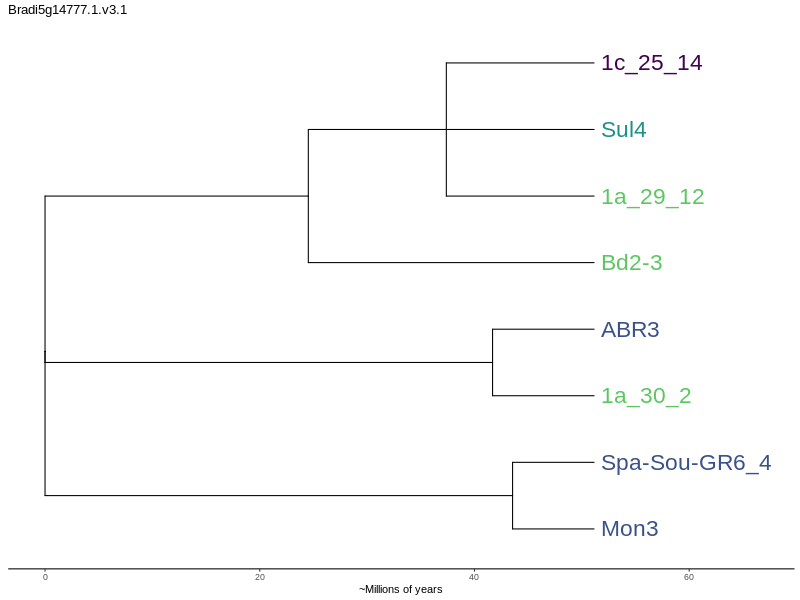 Bradi5g14777.1.v3.1
1c_25_14
Sul4
1a_29_12
Bd2-3
ABR3
1a_30_2
Spa-Sou-GR6_4
Mon3
0 20 40 60
~Millions of years